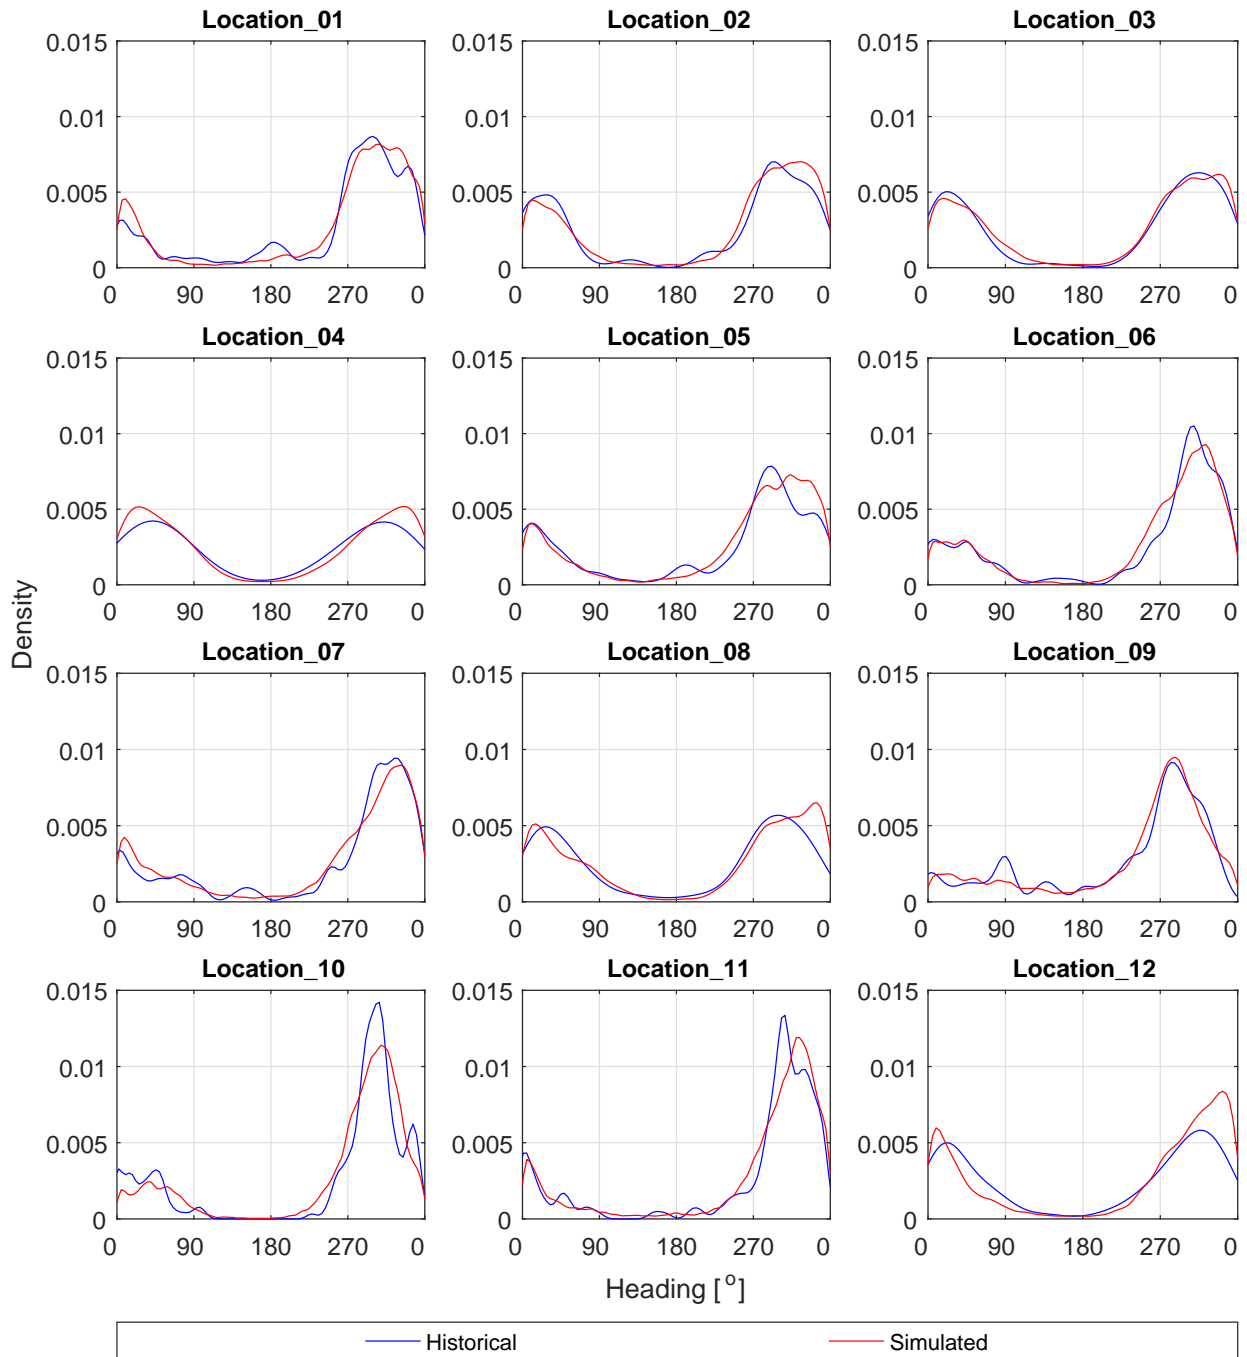 Location_01 Location_02 Location_03
0.015 0.015 0.015
0.01 0.01 0.01
0.005 0.005 0.005
0 0 0
0 90 180 270 0 0 90 180 270 0 0 90 180 270 0
Location_04 Location_05 Location_06
0.015 0.015 0.015
0.01 0.01 0.01
0.005 0.005 0.005
0 0 0
0 90 180 270 0 0 90 180 270 0 0 90 180 270 0
Density
Location_07 Location_08 Location_09
0.015 0.015 0.015
0.01 0.01 0.01
0.005 0.005 0.005
0 0 0
0 90 180 270 0 0 90 180 270 0 0 90 180 270 0
Location_10 Location_11 Location_12
0.015 0.015 0.015
0.01 0.01 0.01
0.005 0.005 0.005
0 0 0
0 90 180 270 0 0 90 180 270 0 0 90 180 270 0
Heading [°]
Historical Simulated